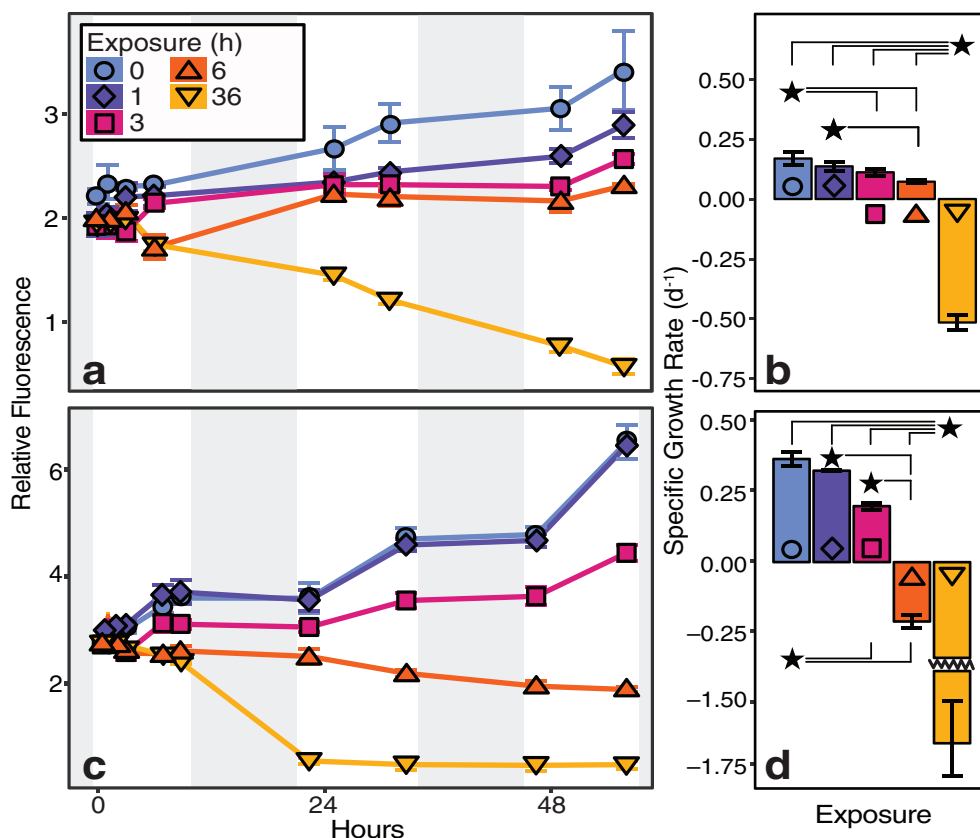 Exposure (h)
0 6
1 36
3
3
2
1
a
Relative Fluorescence
6
4
2
c
0 24 48
Hours
0.50
0.25
0.00
-0.25
-0.50
-0.75
b
Specific Growth Rate (d-1)
0.50
0.25
0.00
−0.25
−1.50
−1.75
d
Exposure